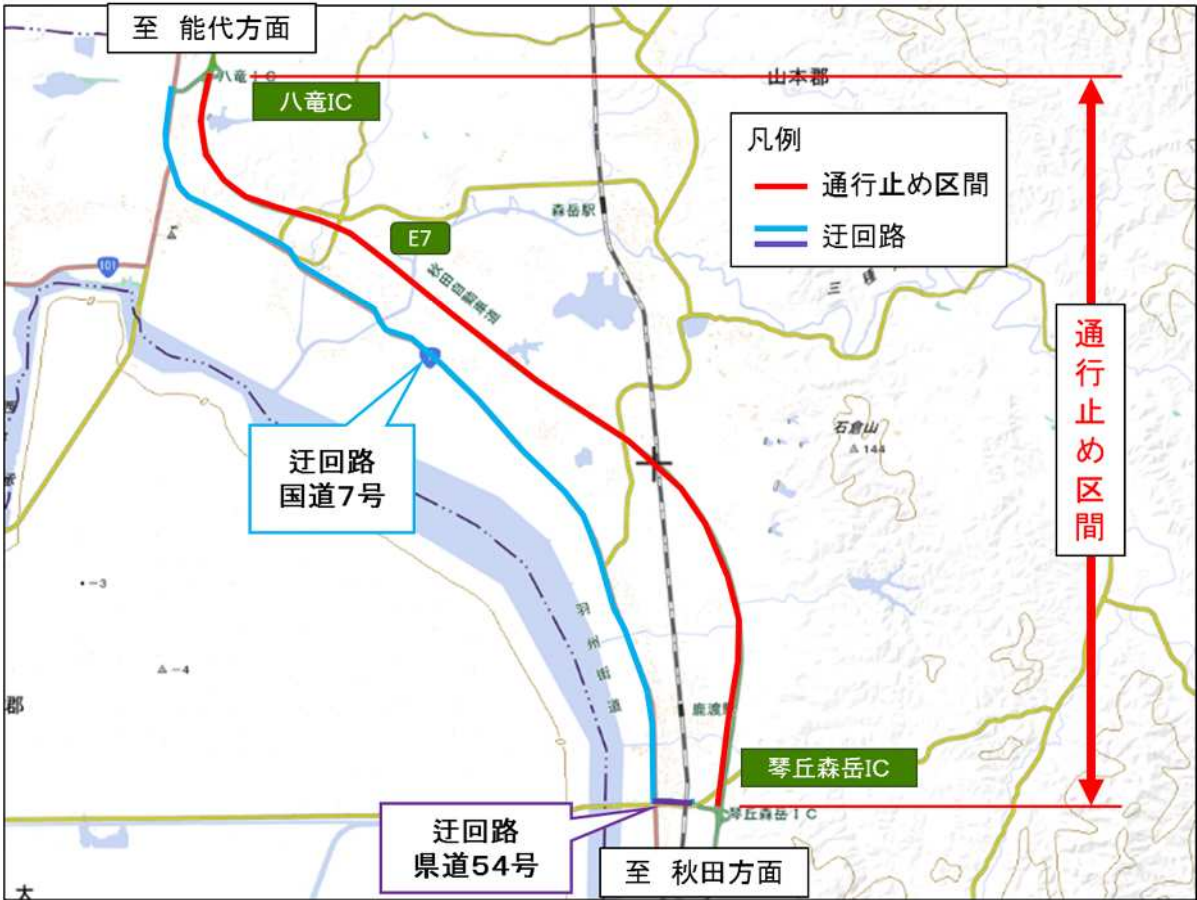 至 能代方面
八竜IC
八竜IC
山本郡
凡例
通行止め区間
迂回路
森岳駅
E7
秋田自動車道
101
三種
通行止め区間
石倉山
144
迂回路
国道7号
-3
羽州街道
-4
郡
鹿渡
琴丘森岳IC
琴丘森岳IC
迂回路
県道54号
至 秋田方面
大